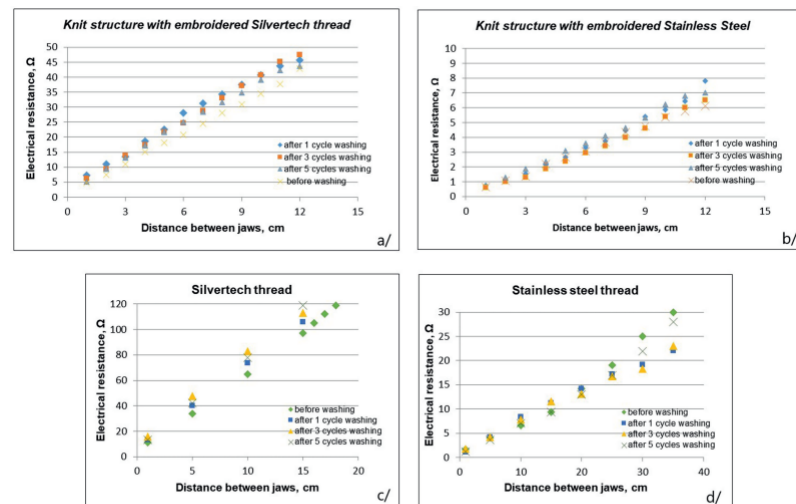 Knit structure with embroidered Silvertech thread
Electrical resistance, Ω
50
45
40
35
30
25
20
15
10
5
0
0 3 6 9 12 15
Distance between jaws, cm
after 1 cycle washing
after 3 cycles washing
after 5 cycles washing
before washing
a/
Knit structure with embroidered Stainless Steel
Electrical resistance, Ω
10
9
8
7
6
5
4
3
2
1
0
0 3 6 9 12 15
Distance between jaws, cm
after 1 cycle washing
after 3 cycles washing
after 5 cycles washing
before washing
b/
Silvertech thread
Electrical resistance, Ω
120
100
80
60
40
20
0
0 5 10 15 20
Distance between jaws, cm
before washing
after 1 cycle washing
after 3 cycles washing
after 5 cycles washing
c/
Stainless steel thread
Electrical resistance, Ω
30
25
20
15
10
5
0
0 10 20 30 40
Distance between jaws, cm
before washing
after 1 cycle washing
after 3 cycles washing
after 5 cycle washing
d/